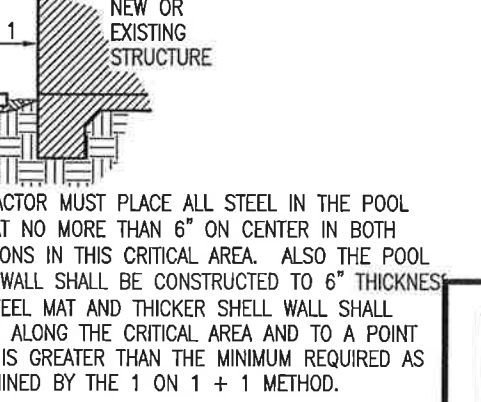 NEW OR
1 EXISTING
STRUCTURE
ACTOR MUST PLACE ALL STEEL IN THE POOL
AT NO MORE THAN 6" ON CENTER IN BOTH
ONS IN THIS CRITICAL AREA. ALSO THE POOL
WALL SHALL BE CONSTRUCTED TO 6" THICKNESS
EEL MAT AND THICKER SHELL WALL SHALL
ALONG THE CRITICAL AREA AND TO A POINT
IS GREATER THAN THE MINIMUM REQUIRED AS
MINED BY THE 1 ON 1 + 1 METHOD.